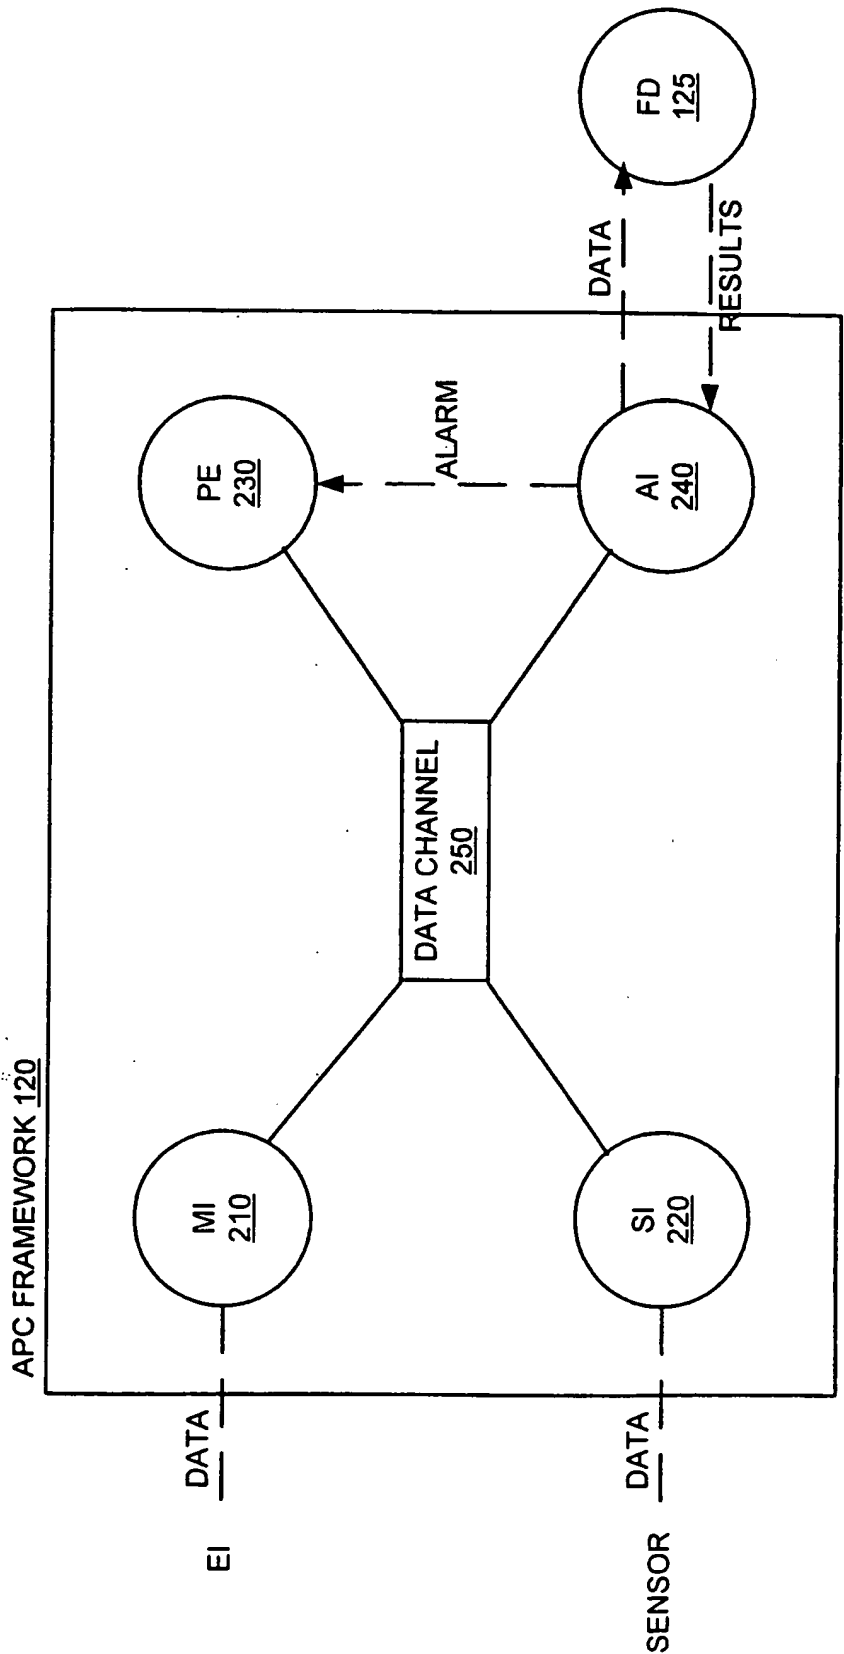 APC FRAMEWORK 120
EI
DATA
MI
210
PE
230
DATA CHANNEL
250
ALARM
SENSOR
DATA
SI
220
AI
240
DATA
RESULTS
FD
125